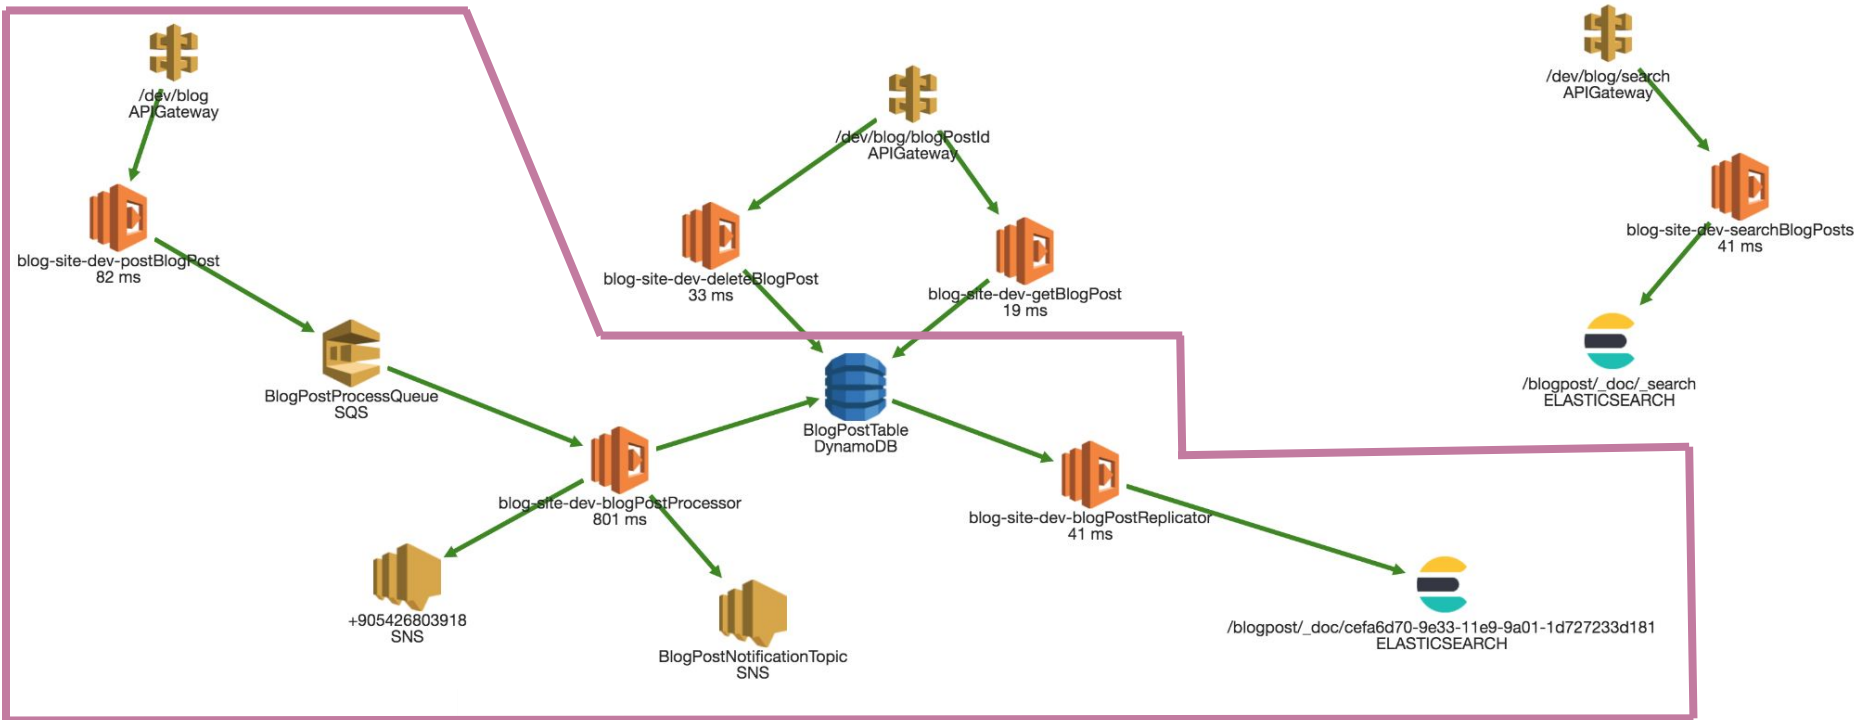 /dev/blog
APIGateway
/dev/blog/blogPostId
APIGateway
/dev/blog/search
APIGateway
blog-site-dev-postBlogPost
82 ms
blog-site-dev-deleteBlogPost
33 ms
blog-site-dev-getBlogPost
19 ms
blog-site-dev-searchBlogPosts
41 ms
BlogPostProcessQueue
SQS
BlogPostTable
DynamoDB
/blogpost/_doc/_search
ELASTICSEARCH
blog-site-dev-blogPostProcessor
801 ms
blog-site-dev-blogPostReplicator
41 ms
+905426803918
SNS
BlogPostNotificationTopic
SNS
/blogpost/_doc/cefa6d70-9e33-11e9-9a01-1d727233d181
ELASTICSEARCH